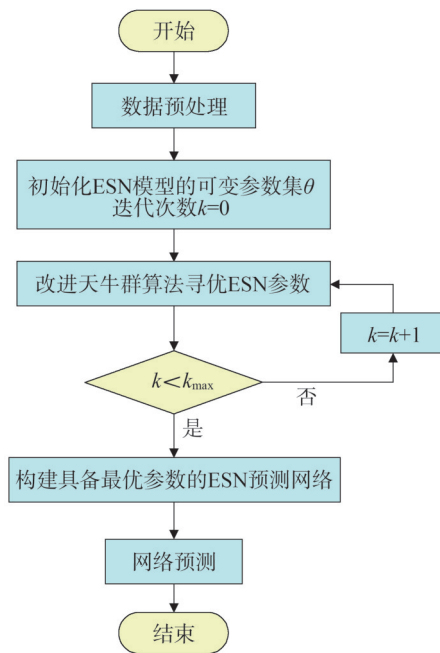 开始
数据预处理
初始化ESN模型的可变参数集θ
迭代次数k=0
改进天牛群算法寻优ESN参数
k=k+1
k<kmax
否
是
构建具备最优参数的ESN预测网络
网络预测
结束